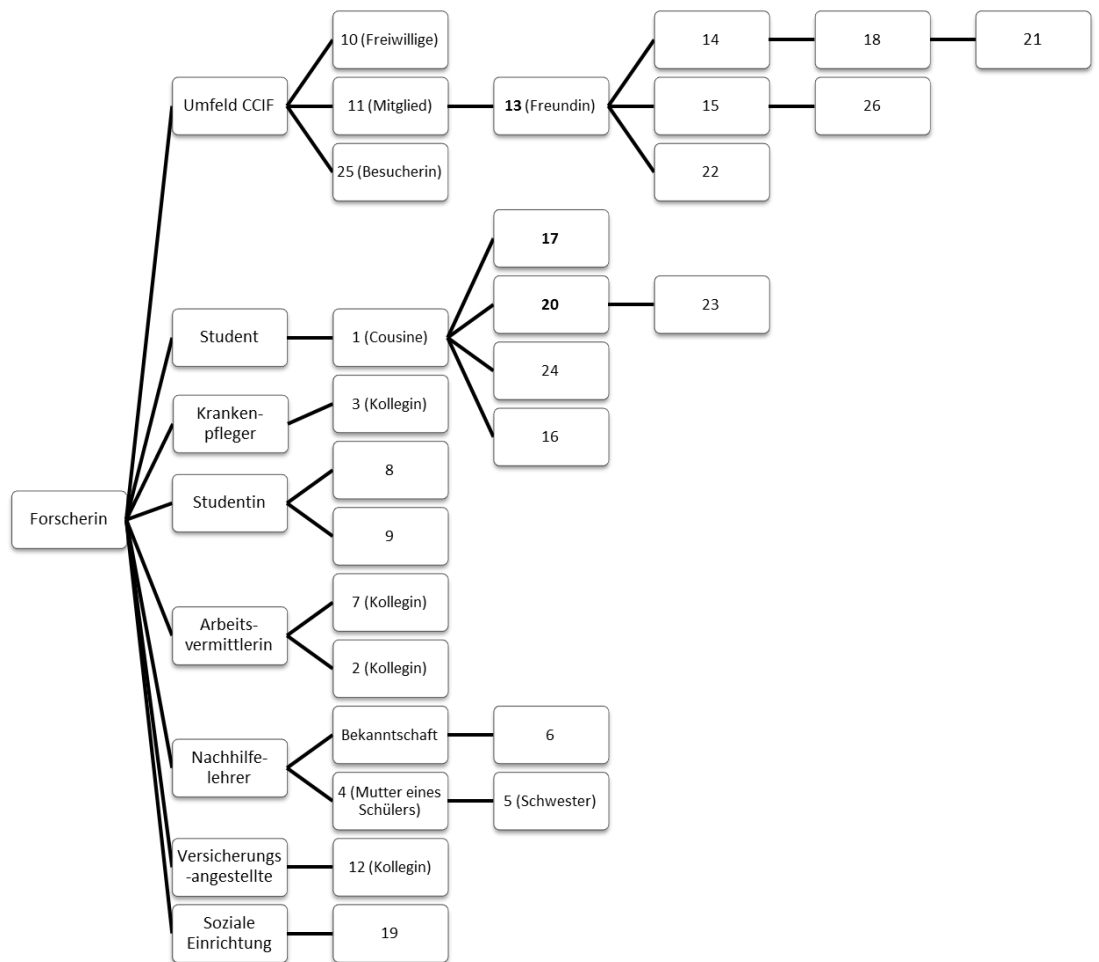 10 (Freiwillige)
14
18
21
Umfeld CCIF
11 (Mitglied)
13 (Freundin)
15
26
25 (Besucherin)
22
17
20
23
Student
1 (Cousine)
24
3 (Kollegin)
Kranken-
pfleger
16
8
Studentin
Forscherin
9
7 (Kollegin)
Arbeits-
vermittlerin
2 (Kollegin)
Bekanntschaft
6
Nachhilfe-
lehrer
4 (Mutter eines
Schülers)
5 (Schwester)
Versicherungs
-angestellte
12 (Kollegin)
Soziale
Einrichtung
19